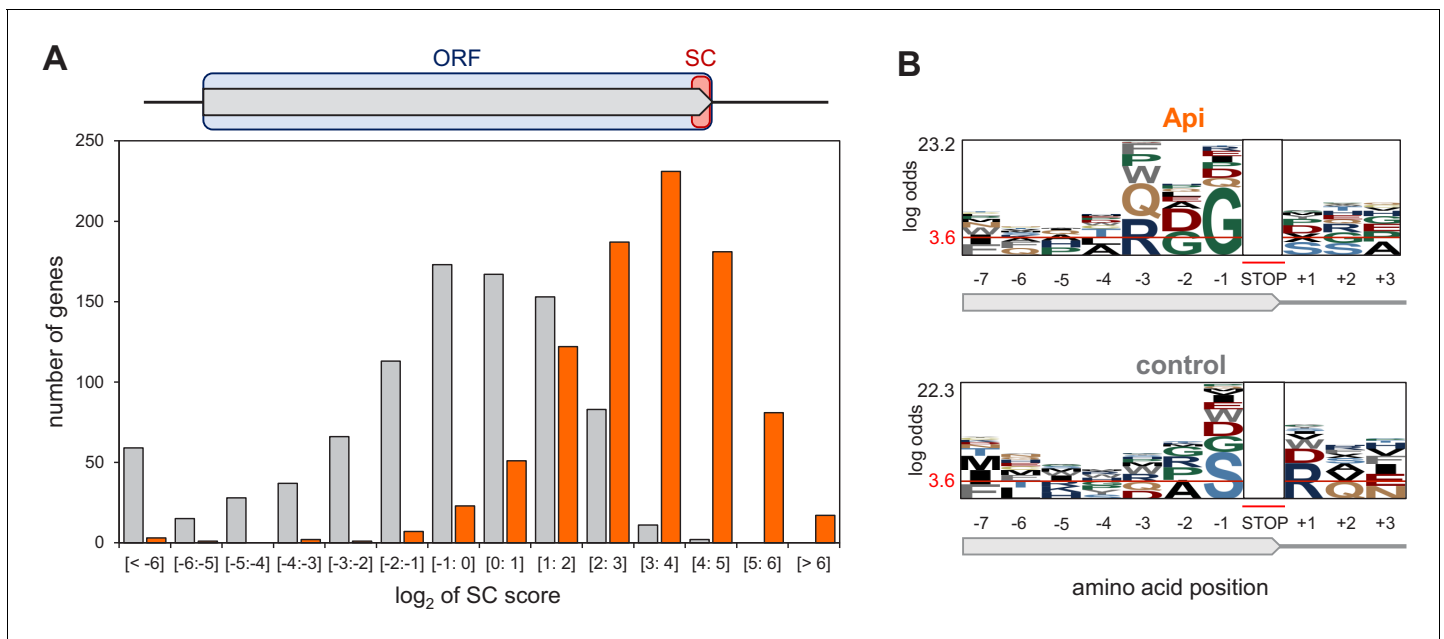 A
ORF
SC
250
200
150
100
50
0
number of genes
[< -6] [-6:-5] [-5:-4] [-4:-3] [-3:-2] [-2:-1] [-1: 0] [0: 1] [1: 2] [2: 3] [3: 4] [4: 5] [5: 6] [> 6]
log2 of SC score
B
Api
23.2
log odds
3.6
R Q W
G D A
G
-7 -6 -5 -4 -3 -2 -1 STOP +1 +2 +3
control
22.3
log odds
3.6
A P R G
S G D W
R D W
-7 -6 -5 -4 -3 -2 -1 STOP +1 +2 +3
amino acid position